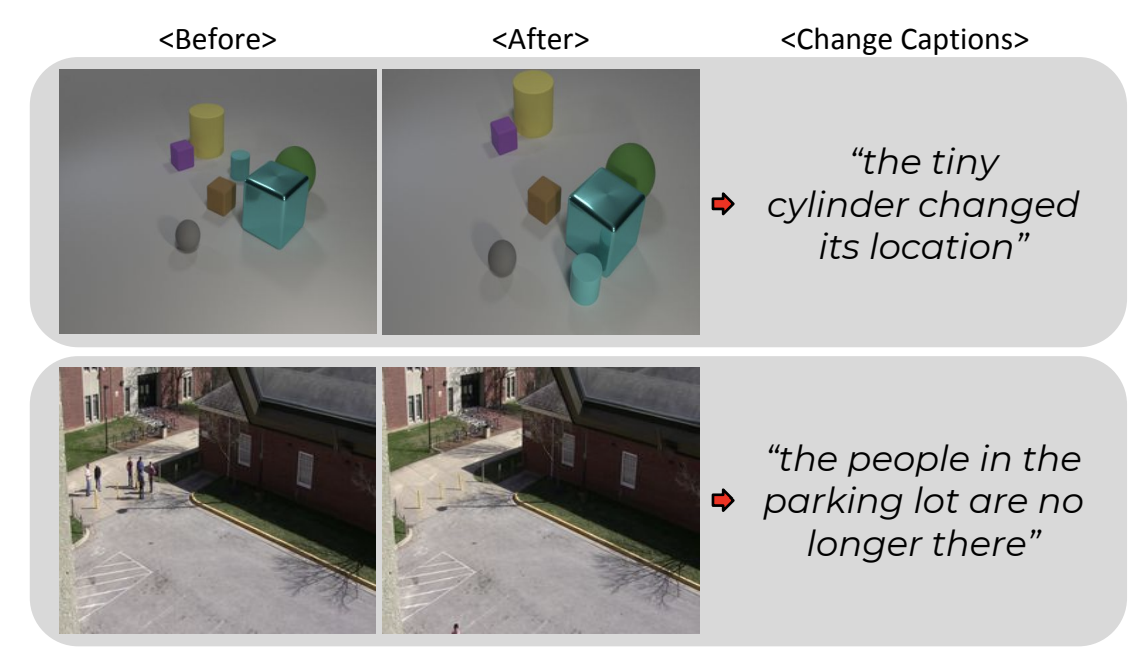 <Before>
<After>
<Change Captions>
“the tiny
cylinder changed
its location”
“the people in the
parking lot are no
longer there”